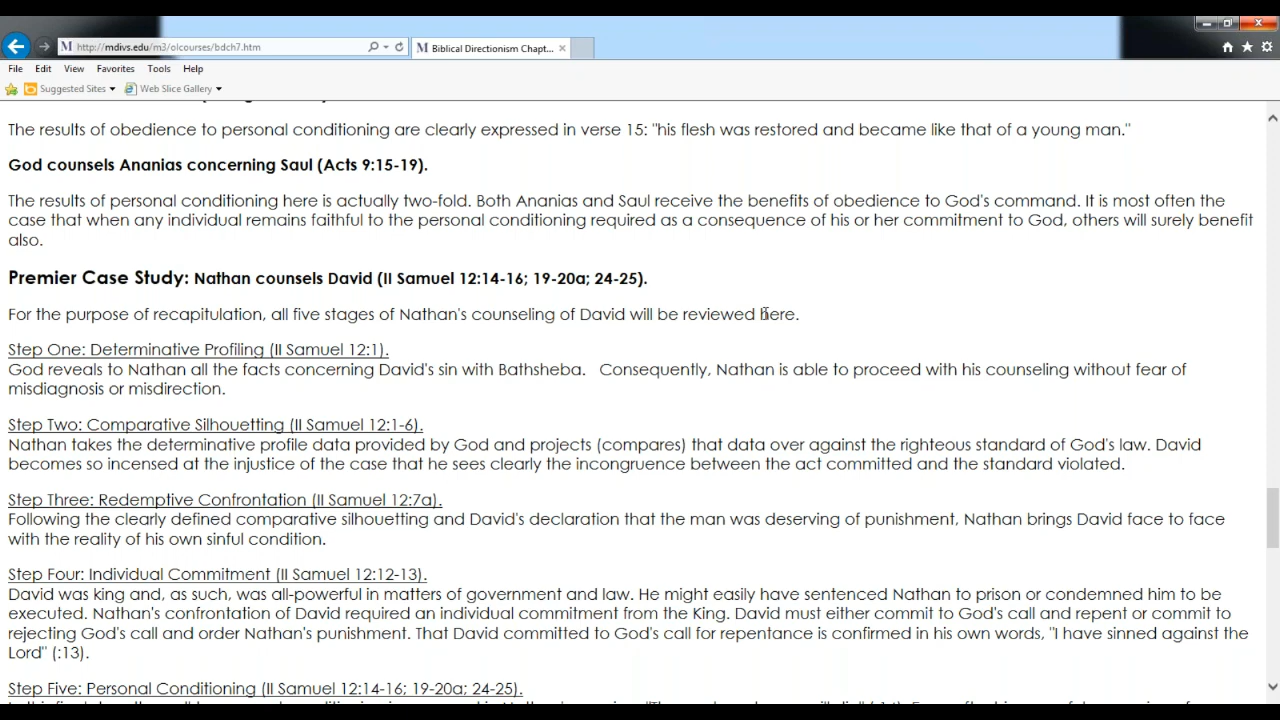 http://mdivs.edu/m3/olcourses/bdch7.htm
M Biblical Directionism Chapt...
File Edit View Favorites Tools Help
Suggested Sites Web Slice Gallery
The results of obedience to personal conditioning are clearly expressed in verse 15: "his flesh was restored and became like that of a young man."
God counsels Ananias concerning Saul (Acts 9:15-19).
The results of personal conditioning here is actually two-fold. Both Ananias and Saul receive the benefits of obedience to God's command. It is most often the
case that when any individual remains faithful to the personal conditioning required as a consequence of his or her commitment to God, others will surely benefit
also.
Premier Case Study: Nathan counsels David (II Samuel 12:14-16; 19-20a; 24-25).
For the purpose of recapitulation, all five stages of Nathan's counseling of David will be reviewed here.
Step One: Determinative Profiling (II Samuel 12:1).
God reveals to Nathan all the facts concerning David's sin with Bathsheba. Consequently, Nathan is able to proceed with his counseling without fear of
misdiagnosis or misdirection.
Step Two: Comparative Silhouetting (II Samuel 12:1-6).
Nathan takes the determinative profile data provided by God and projects (compares) that data over against the righteous standard of God's law. David
becomes so incensed at the injustice of the case that he sees clearly the incongruence between the act committed and the standard violated.
Step Three: Redemptive Confrontation (II Samuel 12:7a).
Following the clearly defined comparative silhouetting and David's declaration that the man was deserving of punishment, Nathan brings David face to face
with the reality of his own sinful condition.
Step Four: Individual Commitment (II Samuel 12:12-13).
David was king and, as such, was all-powerful in matters of government and law. He might easily have sentenced Nathan to prison or condemned him to be
executed. Nathan's confrontation of David required an individual commitment from the King. David must either commit to God's call and repent or commit to
rejecting God's call and order Nathan's punishment. That David committed to God's call for repentance is confirmed in his own words, "I have sinned against the
Lord" (:13).
Step Five: Personal Conditioning (II Samuel 12:14-16; 19-20a; 24-25).